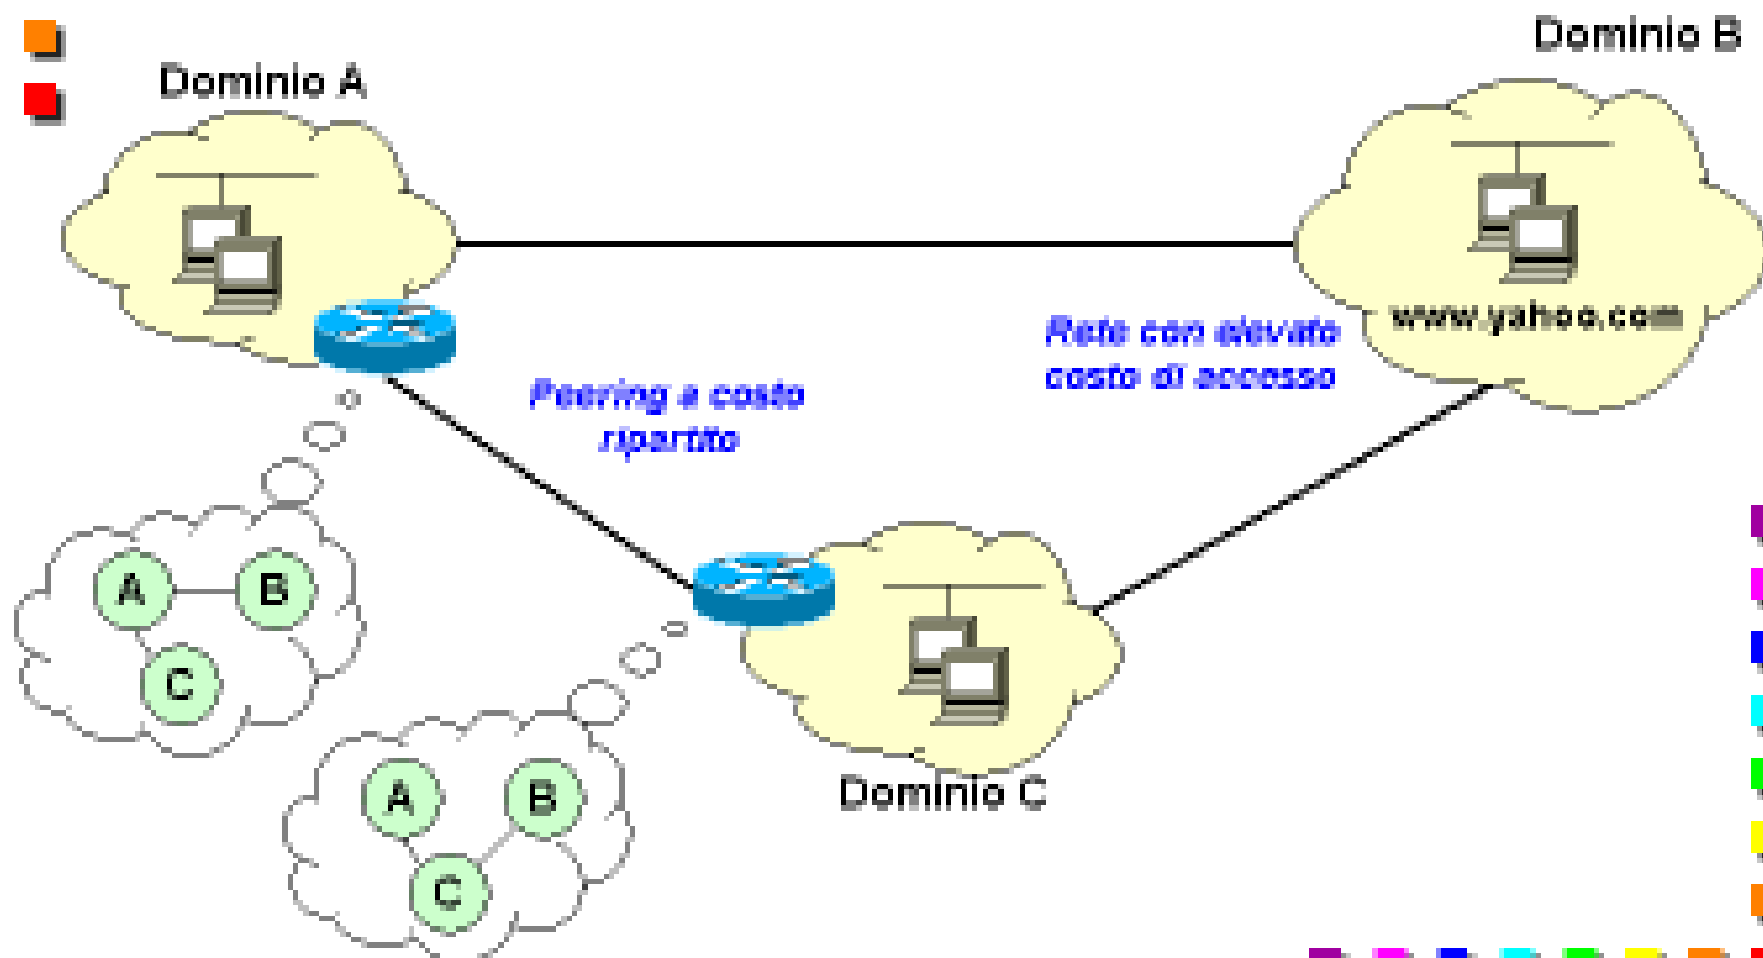 Dominio A
Dominio B
www.yahoo.com
Rete con elevato
costo di accesso
Peering a costo
ripartito
A
B
C
A
B
C
Dominio C